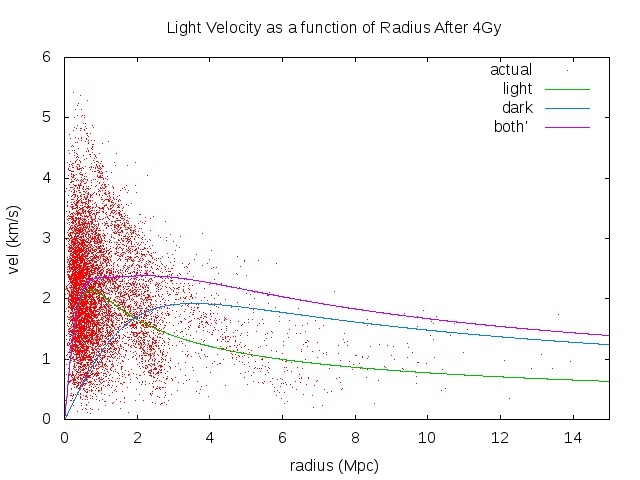 Light Velocity as a function of Radius After 4Gy
actual
light
dark
both'
vel (km/s)
6
5
4
3
2
1
0
0 2 4 6 8 10 12 14
radius (Mpc)